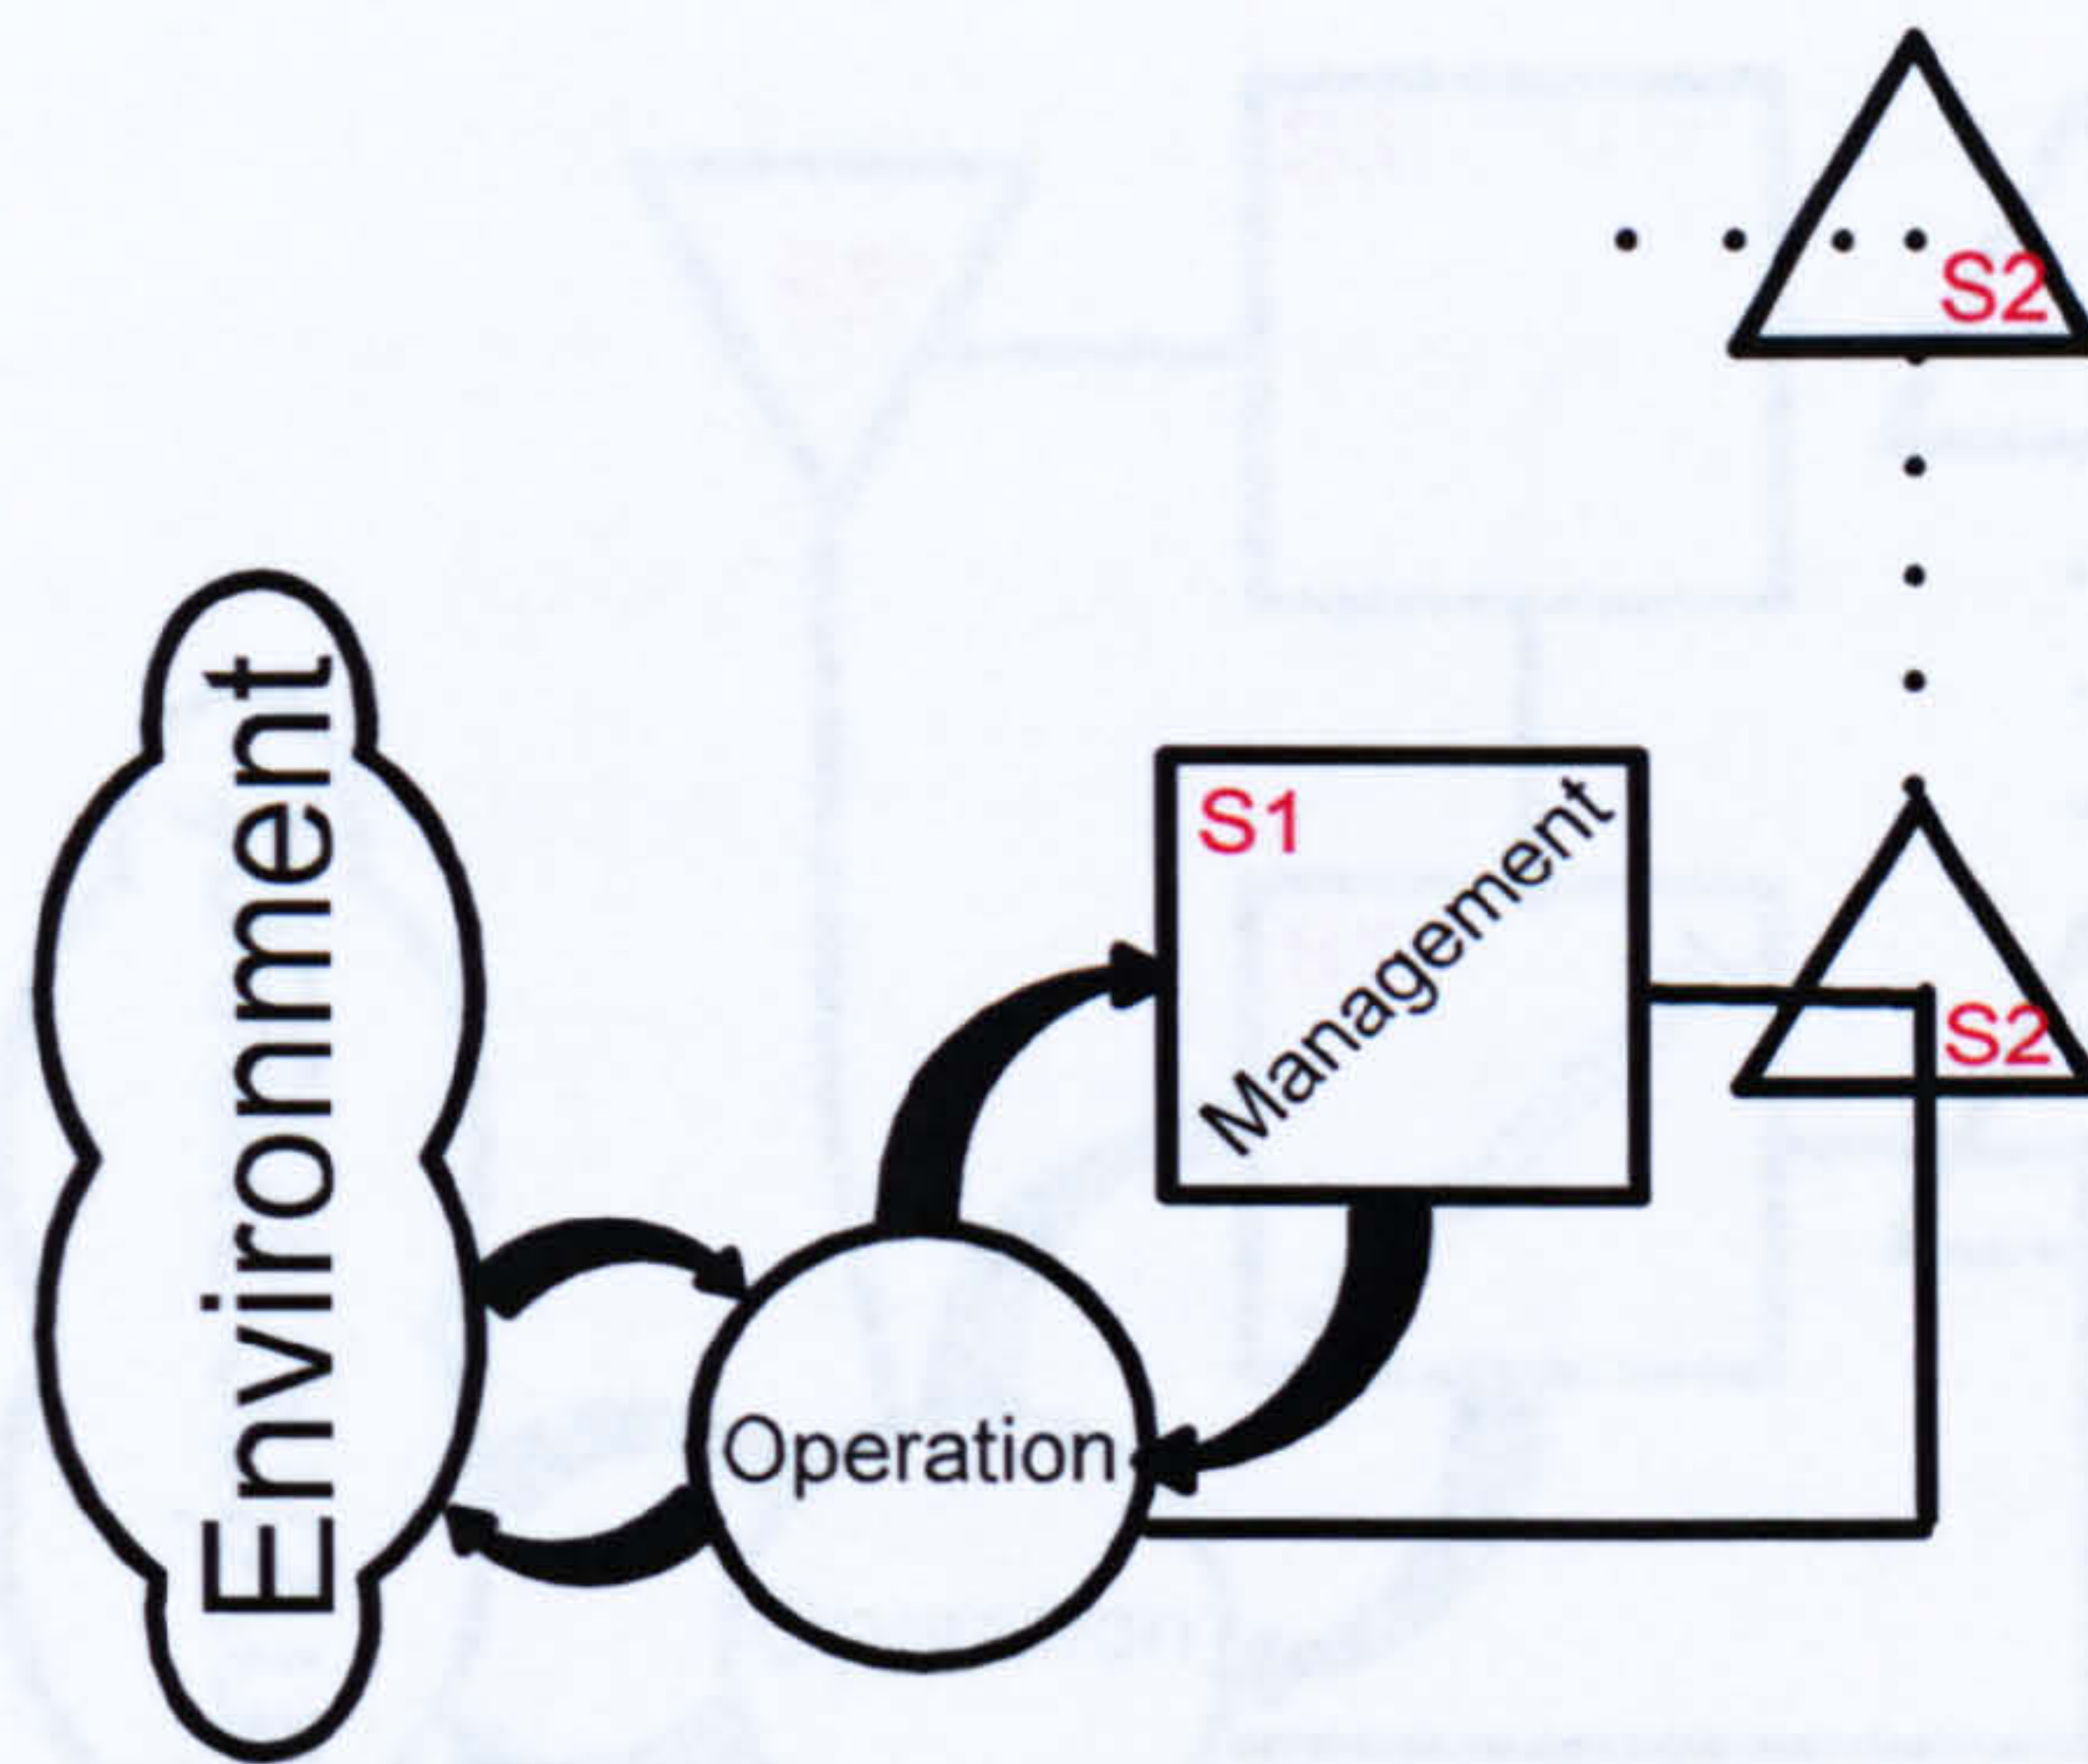 S2
Environment
S1
Management
S2
Operation